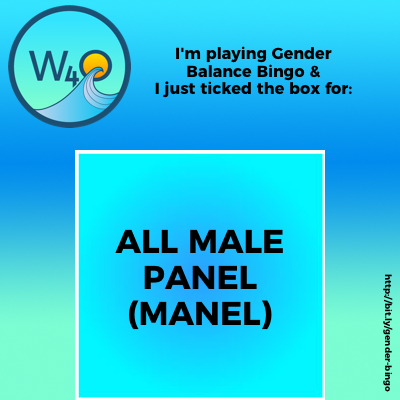 W4O
I'm playing Gender
Balance Bingo &
I just ticked the box for:
ALL MALE
PANEL
(MANEL)
http://bit.ly/gender-bingo